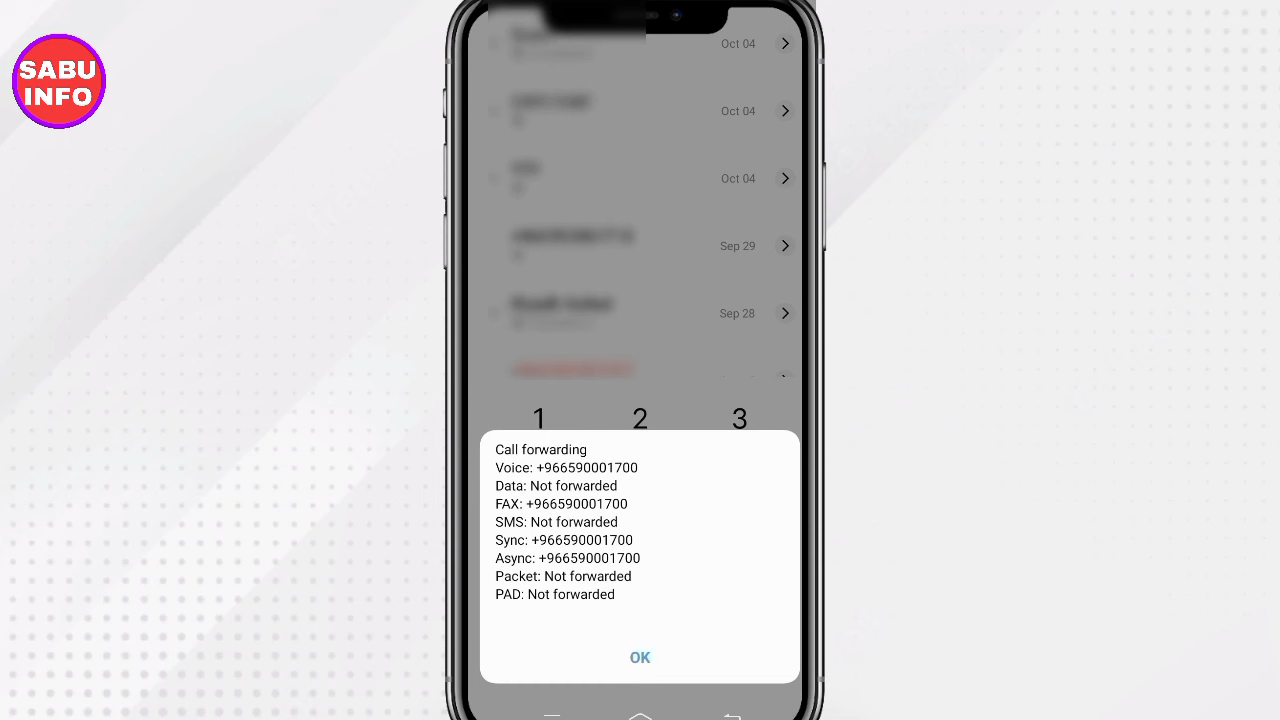 SABU
INFO
Oct 04
Oct 04
Oct 04
Sep 29
Sep 28
1 2 3
Call forwarding
Voice: +966590001700
Data: Not forwarded
FAX: +966590001700
SMS: Not forwarded
Sync: +966590001700
Async: +966590001700
Packet: Not forwarded
PAD: Not forwarded
OK